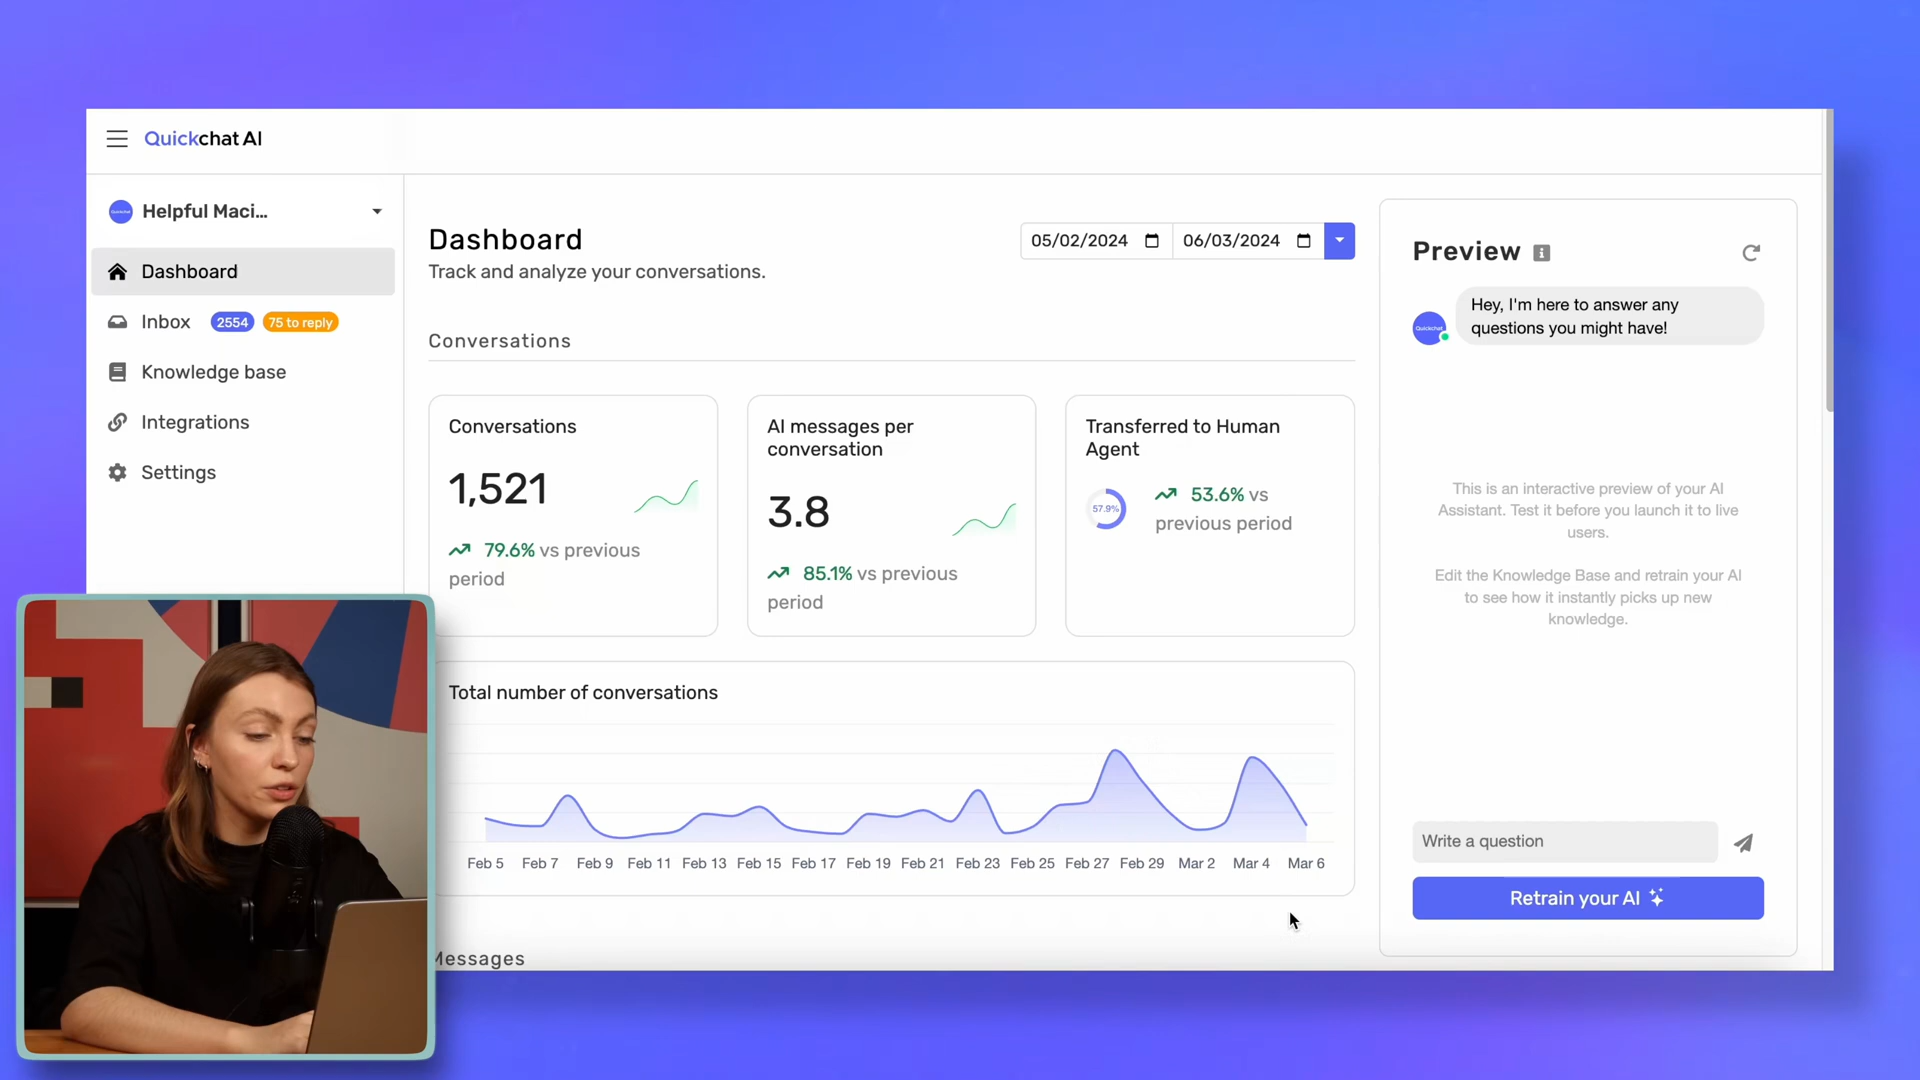 Quickchat AI
Helpful Maci...
Dashboard
Inbox 2554 75 to reply
Knowledge base
Integrations
Settings
Dashboard
Track and analyze your conversations.
05/02/2024 06/03/2024
Conversations
Conversations
1,521
79.6% vs previous
period
AI messages per
conversation
3.8
85.1% vs previous
period
Transferred to Human
Agent
57.9%
53.6% vs
previous period
Total number of conversations
Feb 5 Feb 7 Feb 9 Feb 11 Feb 13 Feb 15 Feb 17 Feb 19 Feb 21 Feb 23 Feb 25 Feb 27 Feb 29 Mar 2 Mar 4 Mar 6
Messages
Preview
Quickchat
Hey, I'm here to answer any
questions you might have!
This is an interactive preview of your AI
Assistant. Test it before you launch it to live
users.
Edit the Knowledge Base and retrain your AI
to see how it instantly picks up new
knowledge.
Write a question
Retrain your AI